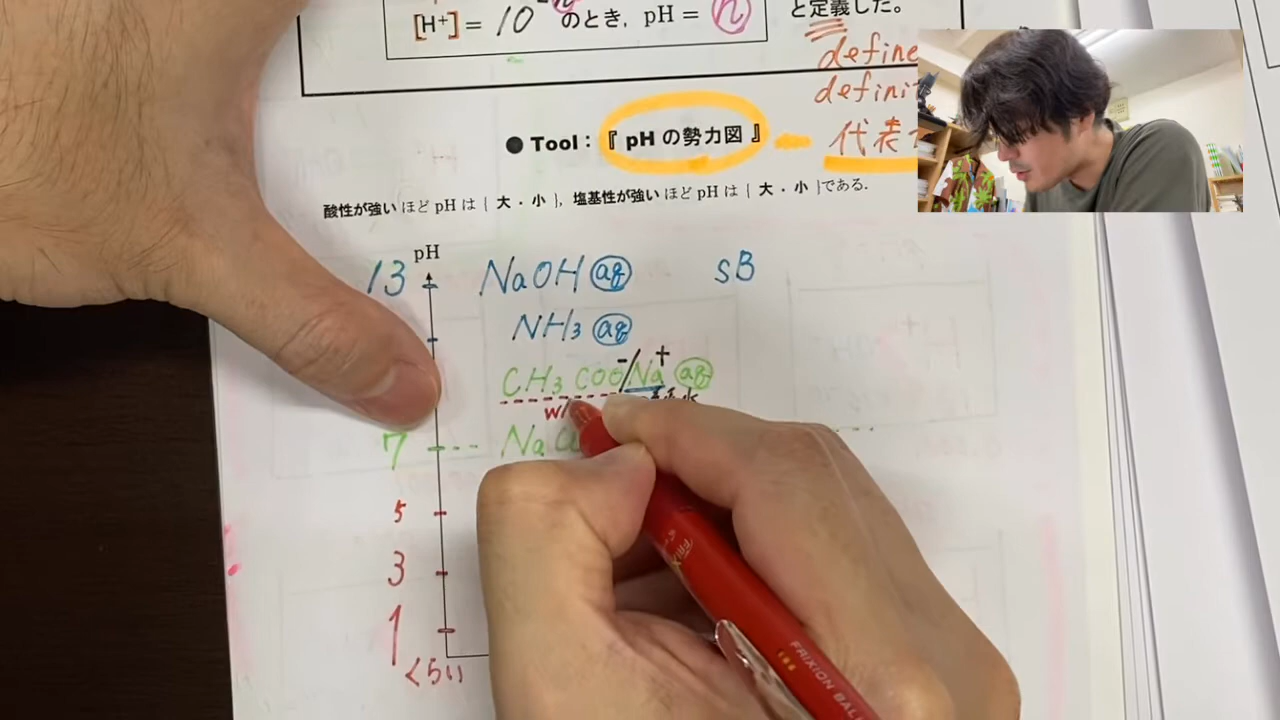 [H+] = 10-n のとき, pH = n と定義した。
define
definit
● Tool:『 pH の勢力図 』
代表
酸性が強い ほど pH は { 大・小 }, 塩基性が強い ほど pH は { 大・小 }である.
pH
13 NaOH aq sB
NH3 aq
CH3COO-/Na+ aq
w
7 NaCl
5
3
1
くらい
FRIXION BALL